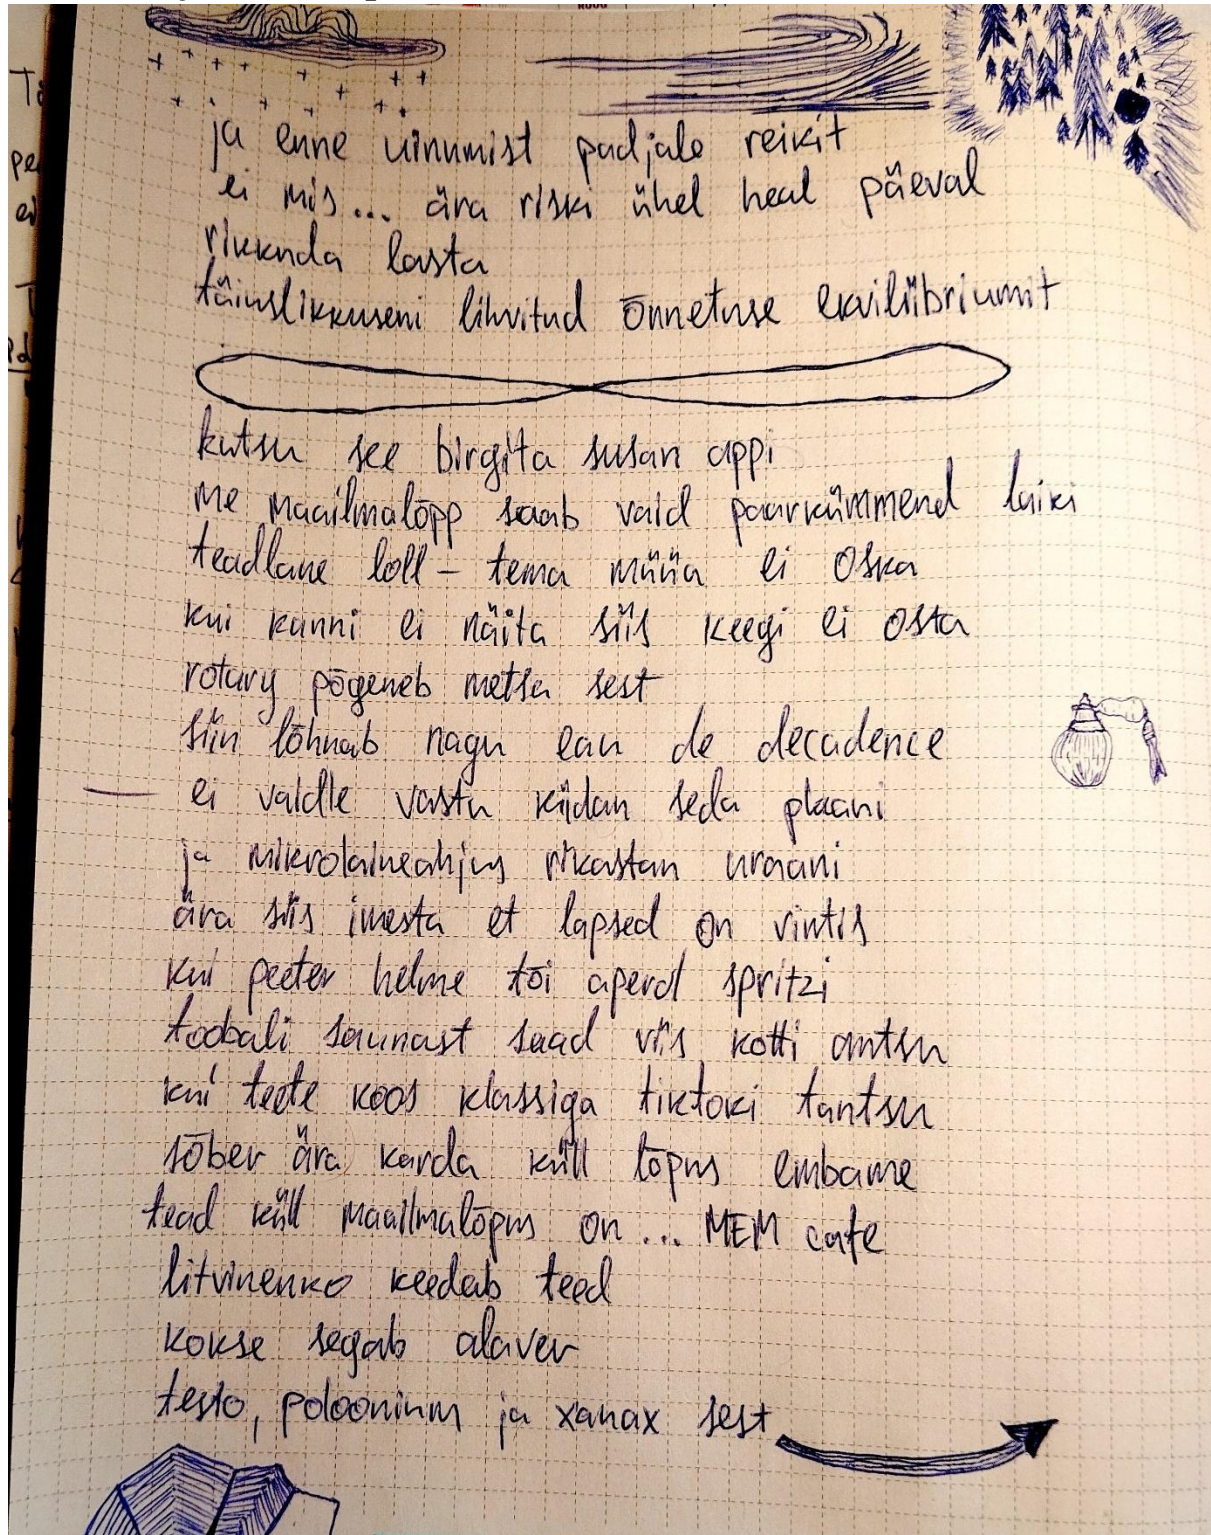 ja enne uinumist padjale reikit
ei mis... ära riski ühel heal päeval
rikkuda lasta
täiuslikkuseni lihvitud õnnetuse ekviliibriumit
kutsu see birgita susan appi
me maailmalõpp saab vaid paarkümmend laiki
teadlane loll – tema müüa ei oska
kui kanni ei näita siis keegi ei osta
rotary põgeneb metsa sest
siin lõhnab nagu eau de decadence
ei vaidle vastu kiidan seda plaani
ja mikrolaineahjus rikastan uraani
ära siis imesta et lapsed on vintis
kui peeter helme tõi aperol spritzi
toobali saunast saad viis kotti antsu
kui teete koos klassiga tiktoki tantsu
sõber ära karda küll lõpus embame
tead küll maailmalõpus on ... MEM cafe
litvinenko keedab teed
kokse segab alaver
testo, poloonium ja xanax sest